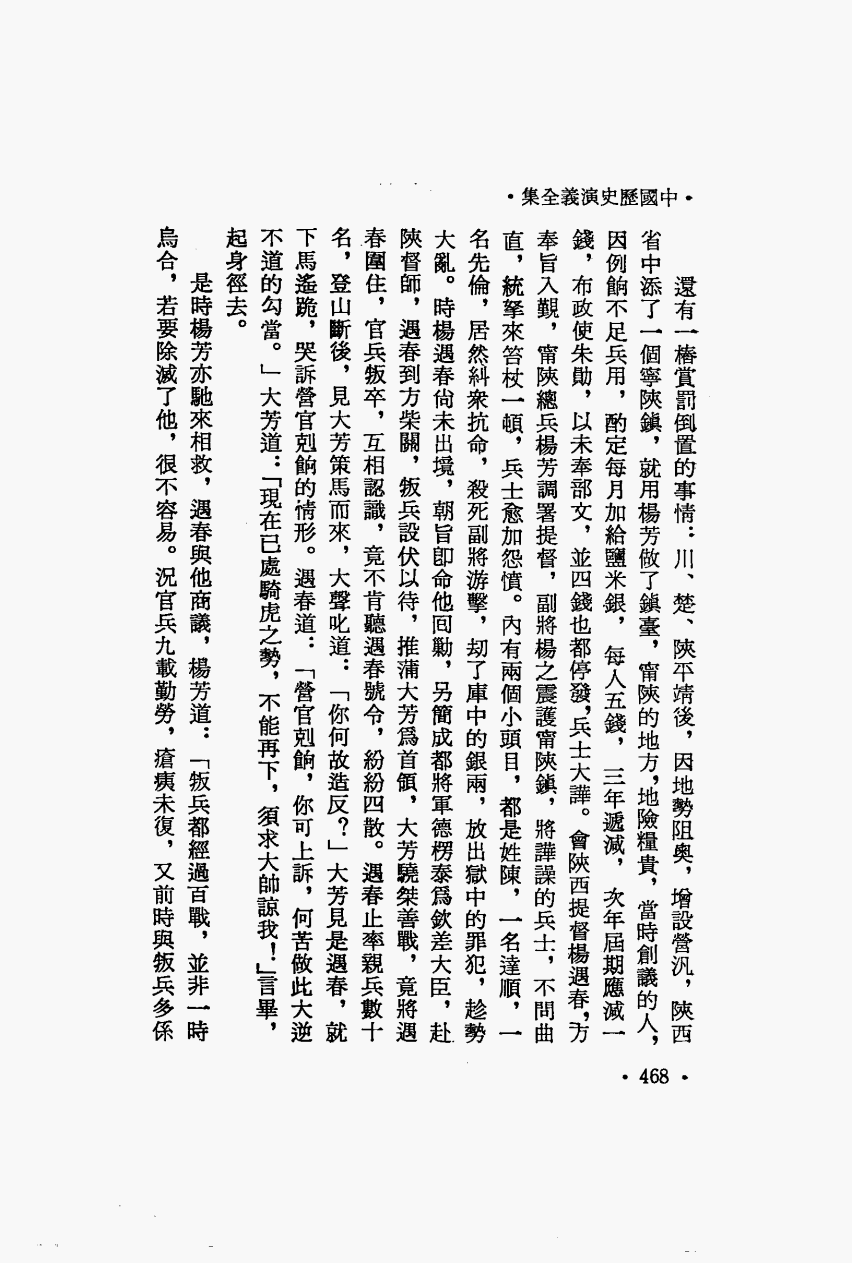 ·中國歷史演義全集·
還有一樁賞罰倒置的事情：川、楚、陝平靖後，因地勢阻奧，增設營汛，陝西
省中添了一個寧陝鎮，就用楊芳做了鎮臺，甯陝的地方，地險糧貴，當時創議的人，
因例餉不足兵用，酌定每月加給鹽米銀，每人五錢，三年遞減，次年屆期應減一
錢，布政使朱勛，以未奉部文，並四錢也都停發，兵士大譁。會陝西提督楊遇春，方
奉旨入覲，甯陝總兵楊芳調署提督，副將楊之震護甯陝鎮，將譁譟的兵士，不問曲
直，統拏來笞杖一頓，兵士愈加怨憤。內有兩個小頭目，都是姓陳，一名達順，一
名先倫，居然糾衆抗命，殺死副將游擊，刧了庫中的銀兩，放出獄中的罪犯，趁勢
大亂。時楊遇春尙未出境，朝旨卽命他囘勦，另簡成都將軍德楞泰爲欽差大臣，赴
陝督師，遇春到方柴關，叛兵設伏以待，推蒲大芳爲首領，大芳驍桀善戰，竟將遇
春圍住，官兵叛卒，互相認識，竟不肯聽遇春號令，紛紛四散。遇春止率親兵數十
名，登山斷後，見大芳策馬而來，大聲叱道：「你何故造反？」大芳見是遇春，就
下馬遙跪，哭訴營官剋餉的情形。遇春道：「營官剋餉，你可上訴，何苦做此大逆
不道的勾當。」大芳道：「現在已處騎虎之勢，不能再下，須求大帥諒我！」言畢，
起身徑去。
是時楊芳亦馳來相救，遇春與他商議，楊芳道：「叛兵都經過百戰，並非一時
烏合，若要除滅了他，很不容易。況官兵九載勤勞，瘡痍未復，又前時與叛兵多係
·468·